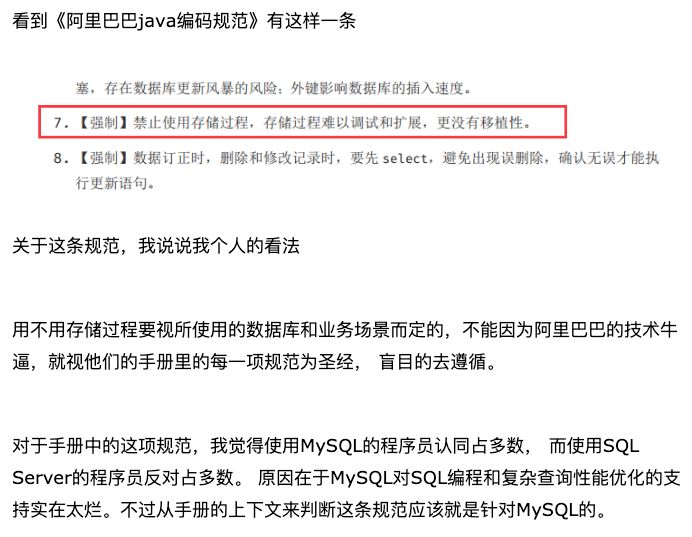 看到《阿里巴巴java编码规范》有这样一条
塞，存在数据库更新风暴的风险；外键影响数据库的插入速度。
7. 【强制】禁止使用存储过程，存储过程难以调试和扩展，更没有移植性。
8. 【强制】数据订正时，删除和修改记录时，要先 select，避免出现误删除，确认无误才能执
行更新语句。
关于这条规范，我说说我个人的看法
用不用存储过程要视所使用的数据库和业务场景而定的，不能因为阿里巴巴的技术牛
逼，就视他们的手册里的每一项规范为圣经， 盲目的去遵循。
对于手册中的这项规范，我觉得使用MySQL的程序员认同占多数， 而使用SQL
Server的程序员反对占多数。 原因在于MySQL对SQL编程和复杂查询性能优化的支
持实在太烂。不过从手册的上下文来判断这条规范应该就是针对MySQL的。